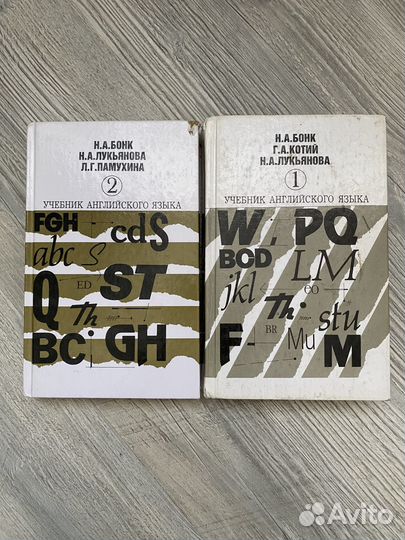 Н.А.БОНК
Н.А.ЛУКЬЯНОВА
Л.Г.ПАМУХИНА
2
УЧЕБНИК АНГЛИЙСКОГО ЯЗЫКА
FGH
cdS
abc S
Q
ED
ST
Th
BC
GH
Н.А.БОНК
Г.А.КОТИЙ
Н.А.ЛУКЬЯНОВА
1
УЧЕБНИК АНГЛИЙСКОГО ЯЗЫКА
W
PQ
BCD
LM
jkl
eo
Th
stu
BR
F
Mu
M
Avito